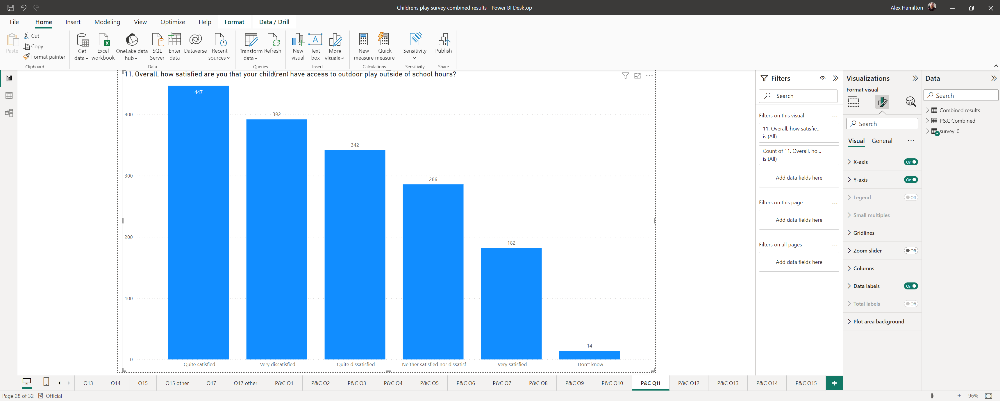 Childrens play survey combined results - Power BI Desktop
Alex Hamilton
File Home Insert Modeling View Optimize Help Format Data / Drill
Paste
Cut
Copy
Format painter
Clipboard
Get data
Excel workbook
OneLake data hub
SQL Server
Enter data
Dataverse
Recent sources
Data
Transform data
Refresh
Queries
New visual
Text box
More visuals
Insert
New measure
Quick measure
Calculations
Sensitivity
Sensitivity
Publish
Share
11. Overall, how satisfied are you that your child(ren) have access to outdoor play outside of school hours?
447
392
342
286
182
14
400
300
200
100
0
Quite satisfied
Very dissatisfied
Quite dissatisfied
Neither satisfied nor dissatisf
Very satisfied
Don't know
Filters
Search
Filters on this visual
11. Overall, how satisfie...
is (All)
Count of 11. Overall, ho...
is (All)
Add data fields here
Filters on this page
Add data fields here
Filters on all pages
Add data fields here
Visualizations
Format visual
Search
Visual General
X-axis On
Y-axis On
Legend Off
Small multiples
Gridlines
Zoom slider Off
Columns
Data labels On
Total labels Off
Plot area background
Data
Search
Combined results
P&C Combined
survey_0
Q13 Q14 Q15 Q15 other Q17 Q17 other P&C Q1 P&C Q2 P&C Q3 P&C Q4 P&C Q5 P&C Q6 P&C Q7 P&C Q8 P&C Q9 P&C Q10 P&C Q11 P&C Q12 P&C Q13 P&C Q14 P&C Q15
Page 28 of 32 Official
- + 96%